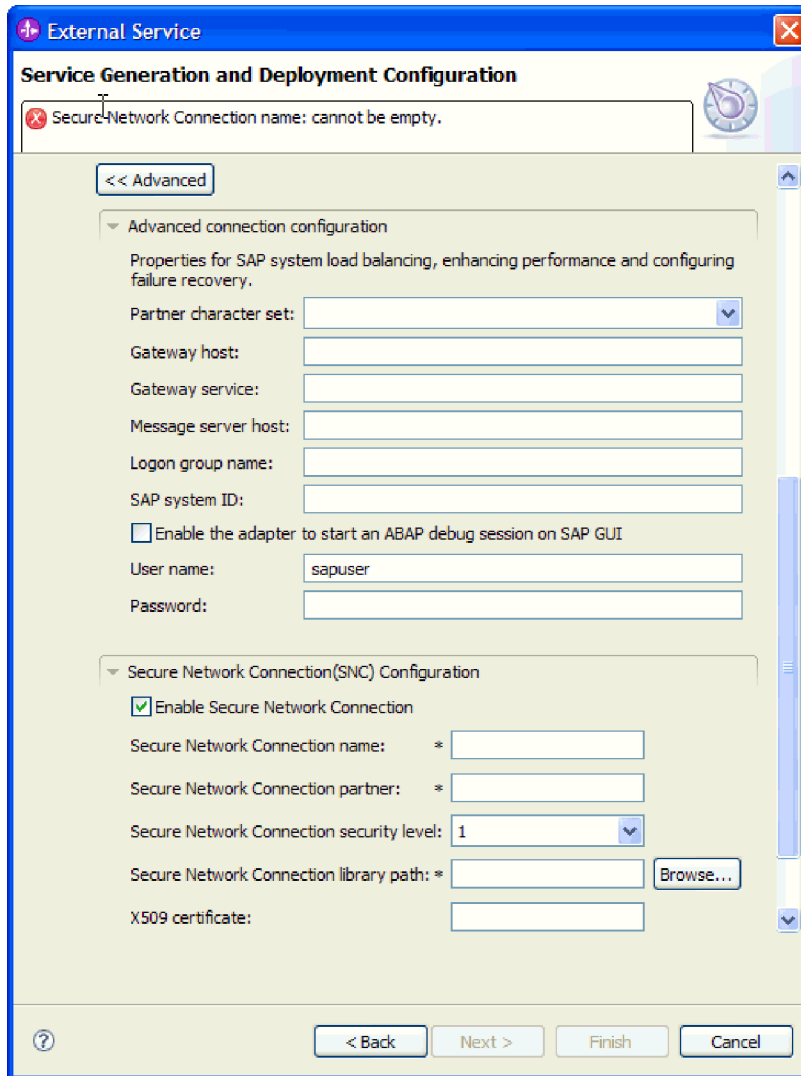 External Service
Service Generation and Deployment Configuration
Secure Network Connection name: cannot be empty.
<< Advanced
Advanced connection configuration
Properties for SAP system load balancing, enhancing performance and configuring
failure recovery.
Partner character set:
Gateway host:
Gateway service:
Message server host:
Logon group name:
SAP system ID:
Enable the adapter to start an ABAP debug session on SAP GUI
User name: sapuser
Password:
Secure Network Connection(SNC) Configuration
Enable Secure Network Connection
Secure Network Connection name: *
Secure Network Connection partner: *
Secure Network Connection security level: 1
Secure Network Connection library path: * Browse...
X509 certificate:
? < Back Next > Finish Cancel